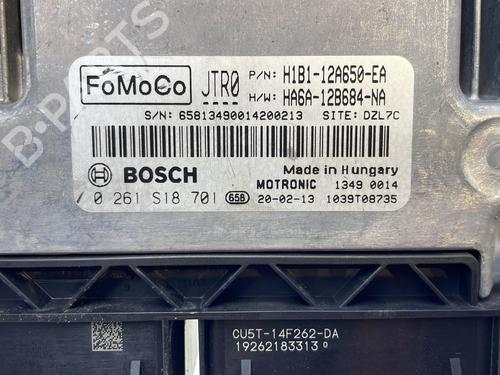 FoMoCo
JTR0
P/N: H1B1-12A650-EA
H/W: HA6A-12B684-NA
S/N: 65813490014200213 SITE: DZL7C
BOSCH
Made in Hungary
MOTRONIC 1349 0014
0 261 S18 701 658 20-02-13 1039T08735
CU5T-14F262-DA
19262183313
B-PARTS